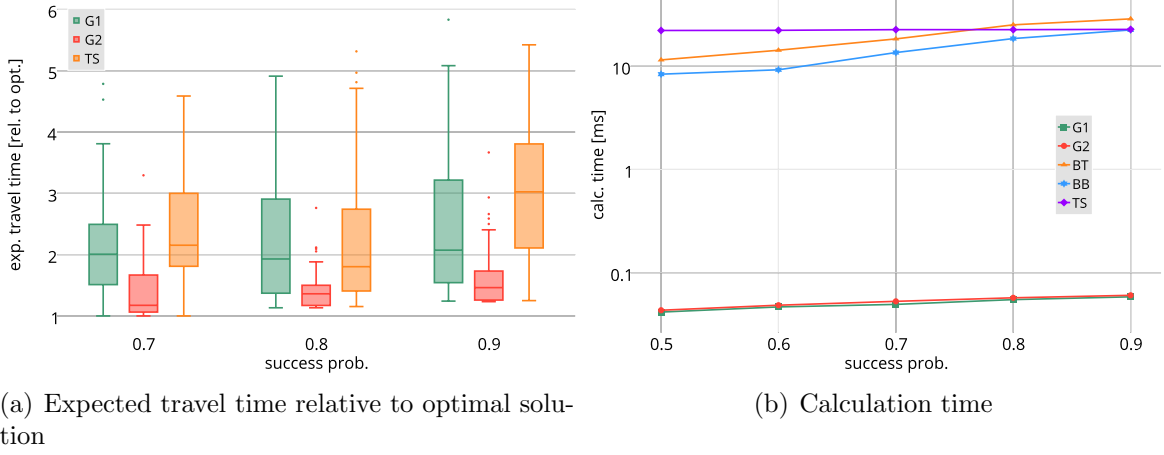 6
5
4
3
2
1
exp. travel time [rel. to opt.]
G1
G2
TS
0.7
0.8
0.9
success prob.
10
1
0.1
calc. time [ms]
G1
G2
BT
BB
TS
0.5
0.6
0.7
0.8
0.9
success prob.
(a) Expected travel time relative to optimal solu-
tion
(b) Calculation time